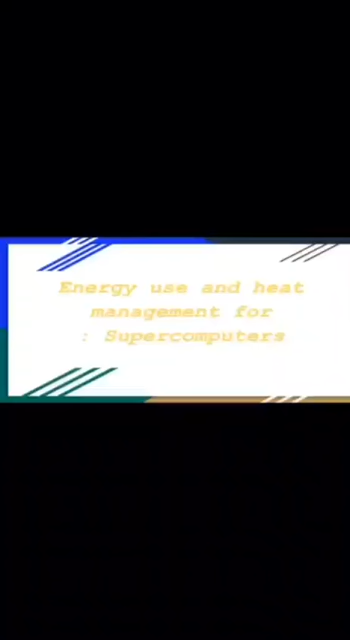 Energy use and heat
management for
: Supercomputers